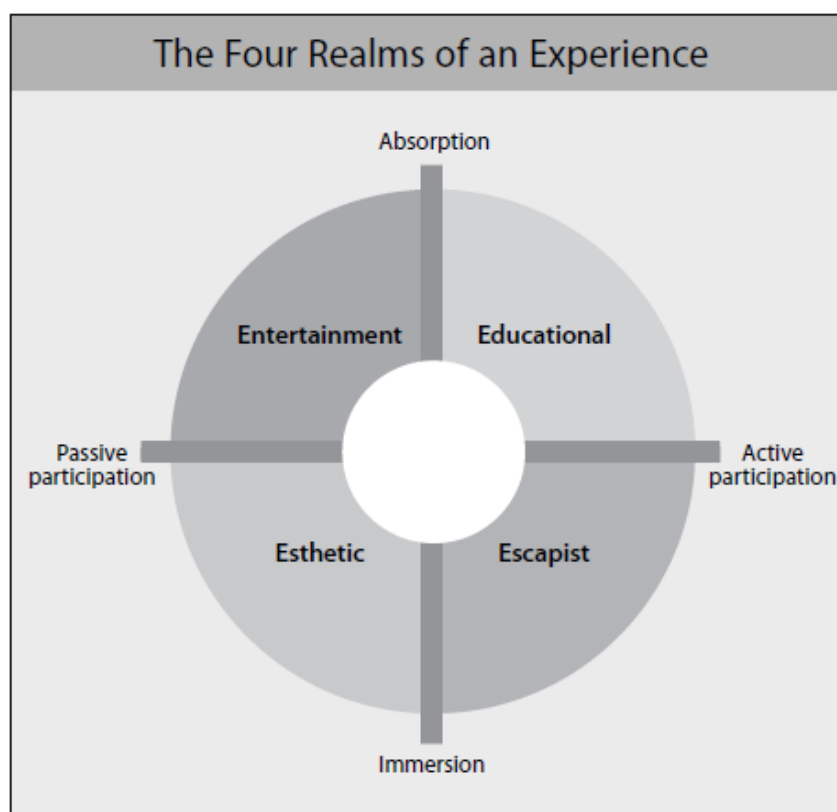 The Four Realms of an Experience
Absorption
Entertainment
Educational
Passive
participation
Active
participation
Esthetic
Escapist
Immersion